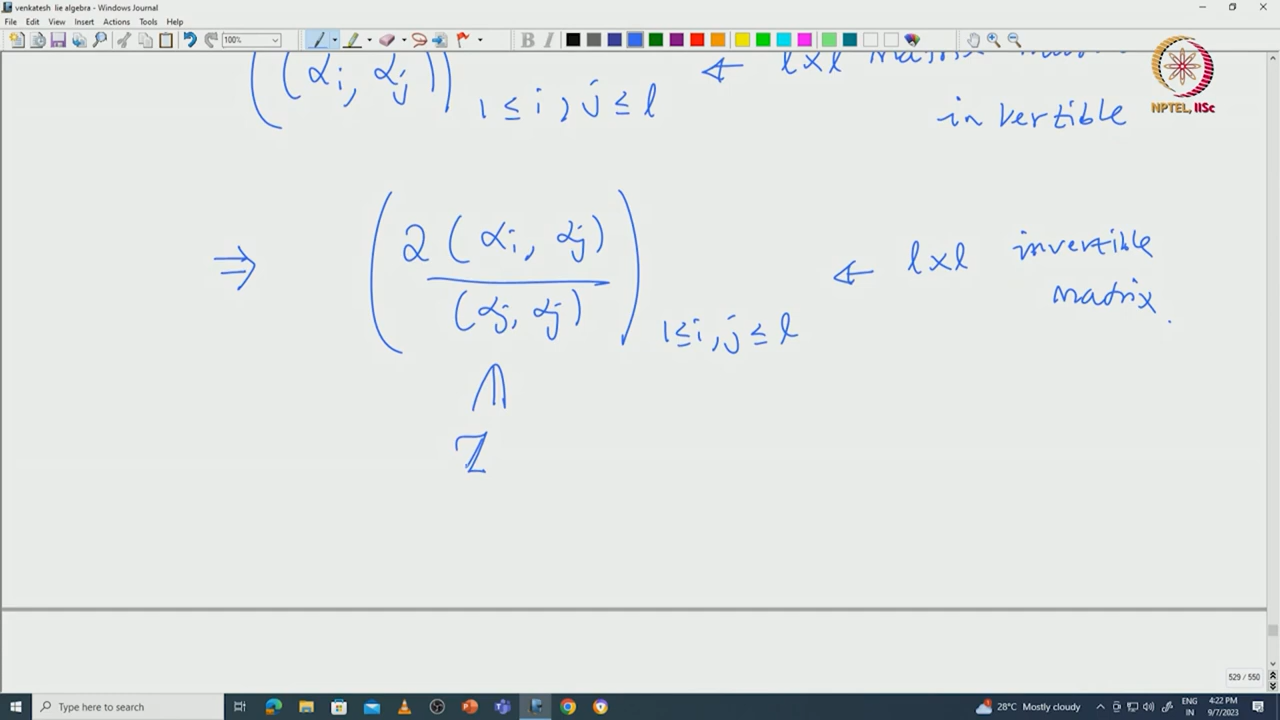 venkatesh lie algebra - Windows Journal
File Edit View Insert Actions Tools Help
100%
B I
((αi, αj)) 1 ≤ i, j ≤ l ← l×l matrix
invertible
NPTEL, IISc
⇒ (2 (αi, αj) / (αj, αj)) 1≤i, j ≤ l ← l×l invertible
matrix.
⋔
ℤ
529 / 550
Type here to search
28°C Mostly cloudy
ENG
IN
4:22 PM
9/7/2023